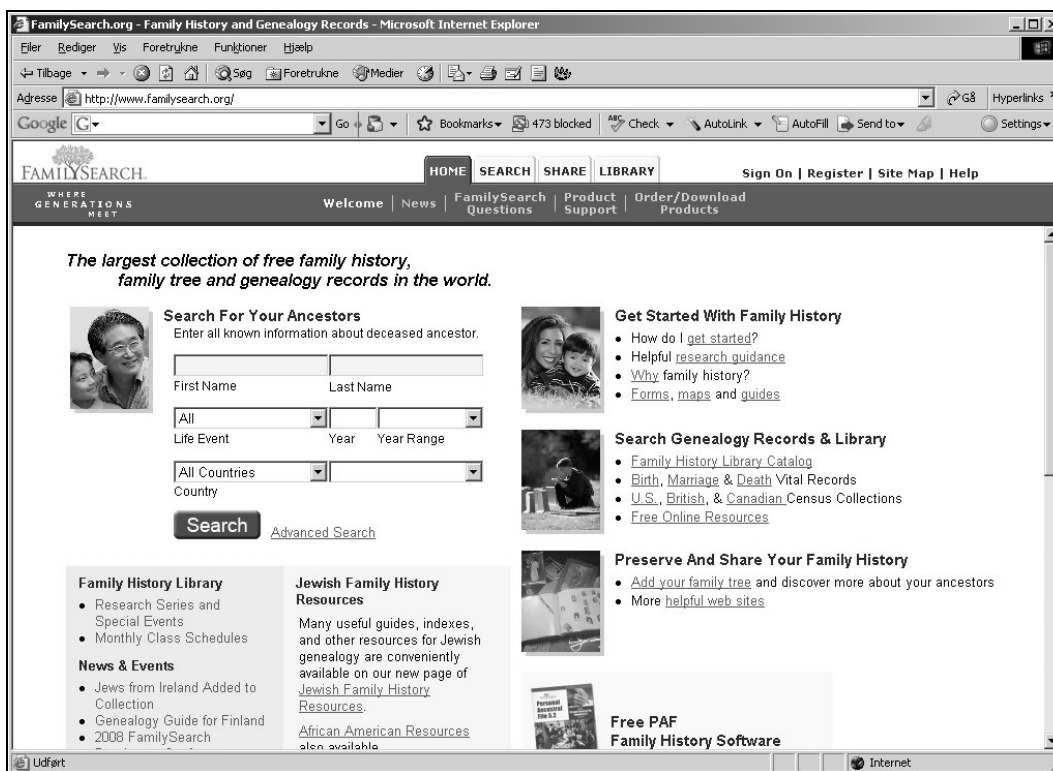 FamilySearch.org - Family History and Genealogy Records - Microsoft Internet Explorer
Filer Rediger Vis Foretrukne Funktioner Hjælp
Tilbage Søg Foretrukne Medier
Adresse http://www.familysearch.org/ Gå Hyperlinks
Google G Go Bookmarks 473 blocked ABC Check AutoLink AutoFill Send to Settings
FAMILYSEARCH.
HOME SEARCH SHARE LIBRARY
Sign On | Register | Site Map | Help
WHERE
GENERATIONS
MEET
Welcome | News | FamilySearch Questions | Product Support | Order/Download Products
The largest collection of free family history,
family tree and genealogy records in the world.
Search For Your Ancestors
Enter all known information about deceased ancestor.
First Name Last Name
All
Life Event Year Year Range
All Countries
Country
Search Advanced Search
Family History Library
• Research Series and
Special Events
• Monthly Class Schedules
News & Events
• Jews from Ireland Added to
Collection
• Genealogy Guide for Finland
• 2008 FamilySearch
Jewish Family History
Resources
Many useful guides, indexes,
and other resources for Jewish
genealogy are conveniently
available on our new page of
Jewish Family History
Resources.
African American Resources
also available
Get Started With Family History
• How do I get started?
• Helpful research guidance
• Why family history?
• Forms, maps and guides
Search Genealogy Records & Library
• Family History Library Catalog
• Birth, Marriage & Death Vital Records
• U.S., British, & Canadian Census Collections
• Free Online Resources
Preserve And Share Your Family History
• Add your family tree and discover more about your ancestors
• More helpful web sites
Personal
Ancestral
File 5.2
Free PAF
Family History Software
Udført Internet